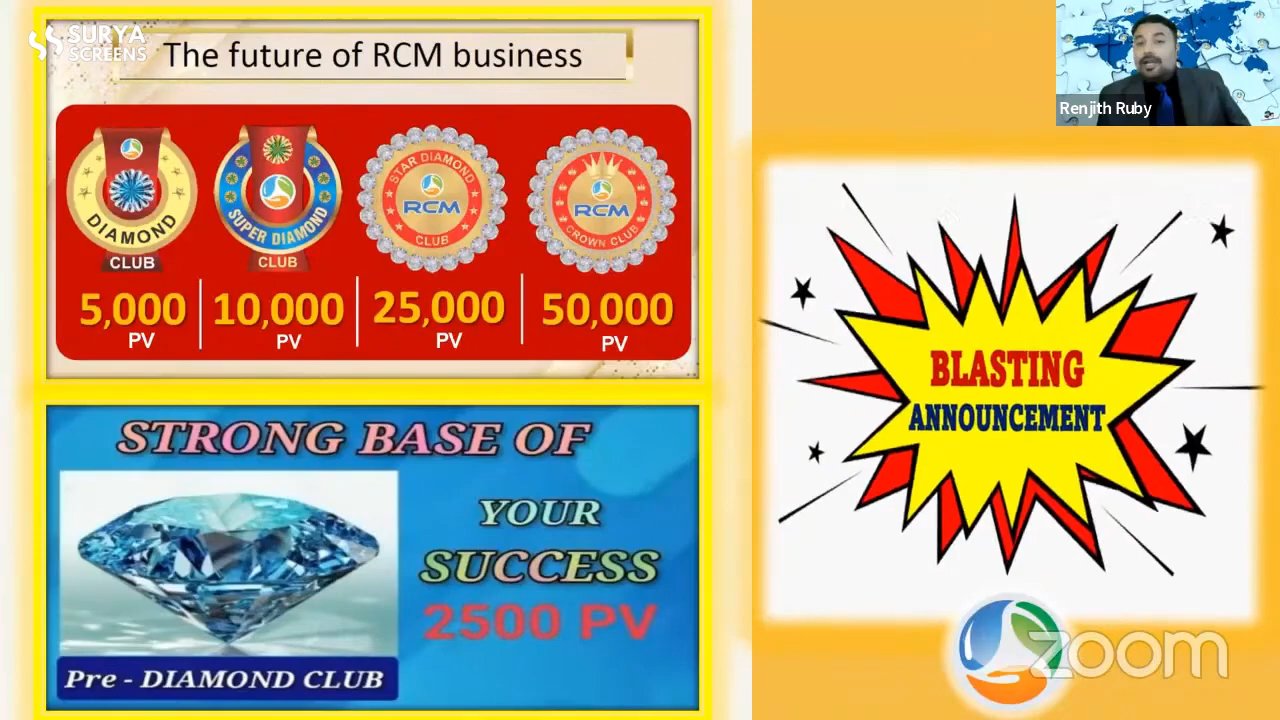 SURYA
SCREENS
The future of RCM business
DIAMOND
CLUB
5,000
PV
SUPER DIAMOND
CLUB
10,000
PV
STAR DIAMOND
RCM
CLUB
25,000
PV
RCM
CROWN CLUB
50,000
PV
STRONG BASE OF
YOUR
SUCCESS
2500 PV
Pre - DIAMOND CLUB
Renjith Ruby
BLASTING
ANNOUNCEMENT
zoom